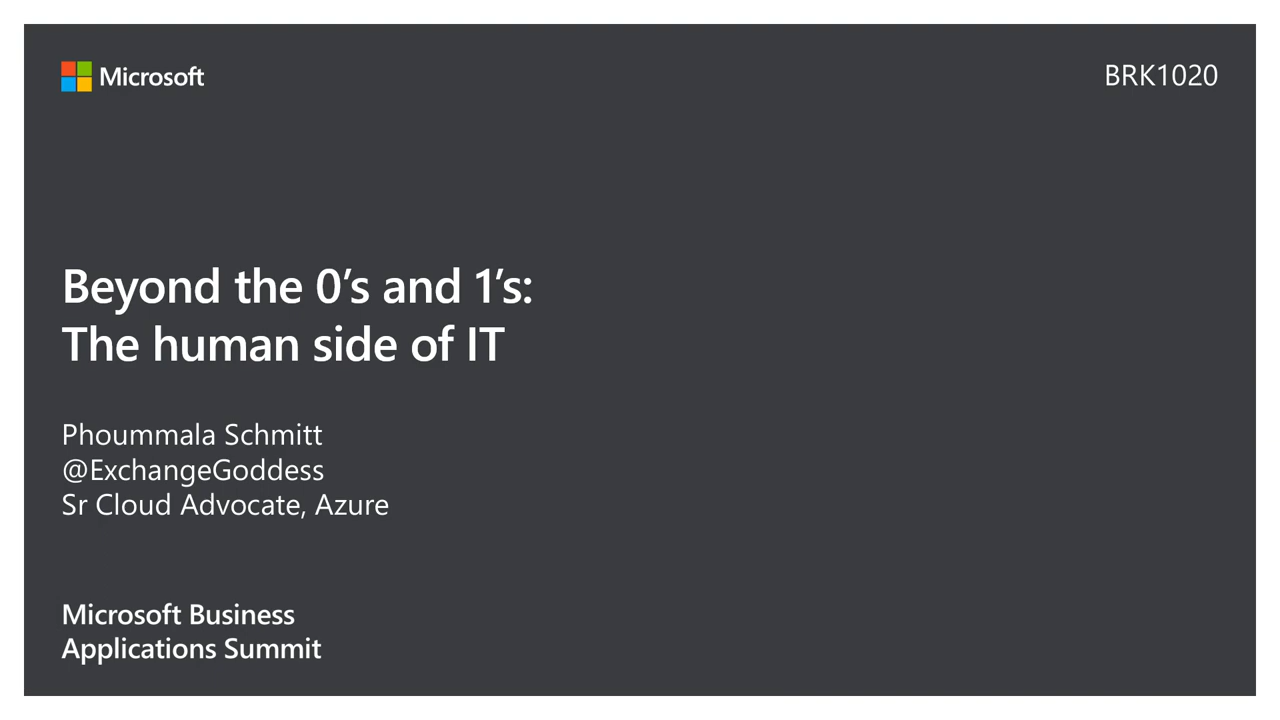 Microsoft
BRK1020
Beyond the 0’s and 1’s:
The human side of IT
Phoummala Schmitt
@ExchangeGoddess
Sr Cloud Advocate, Azure
Microsoft Business
Applications Summit